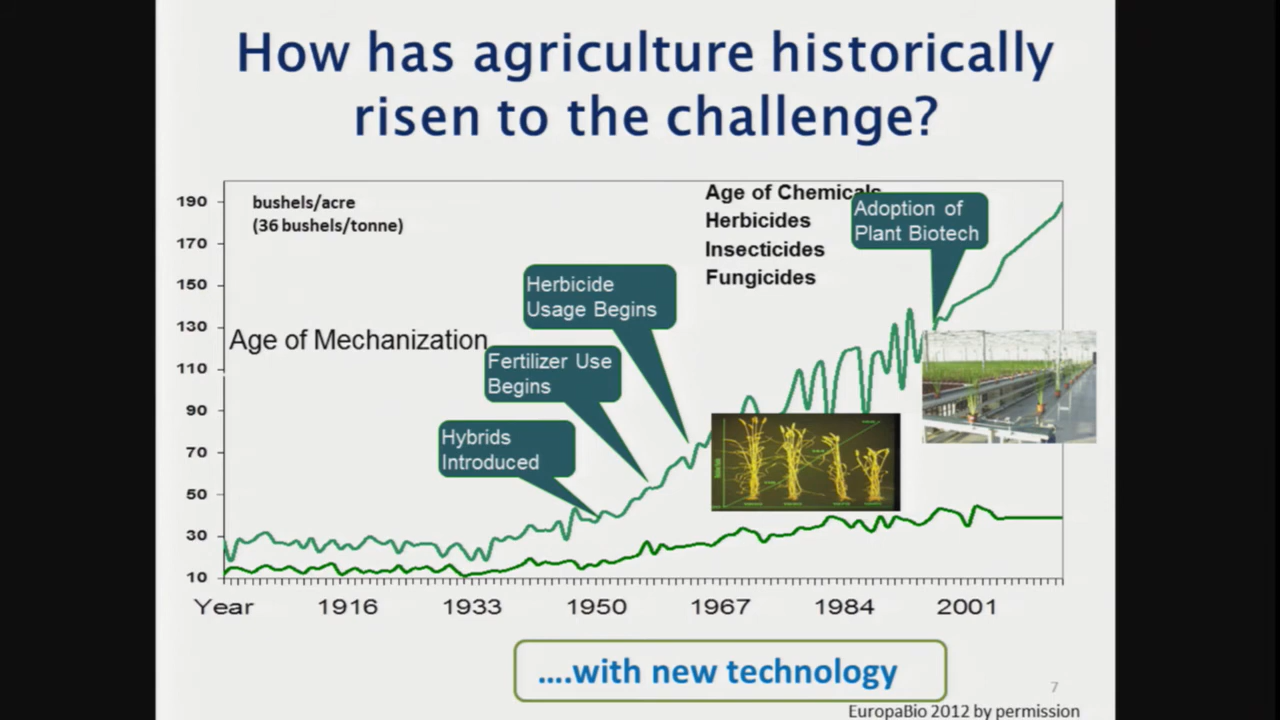 How has agriculture historically
risen to the challenge?
190
170
150
130
110
90
70
50
30
10
bushels/acre
(36 bushels/tonne)
Age of Mechanization
Hybrids
Introduced
Fertilizer Use
Begins
Herbicide
Usage Begins
Age of Chemicals
Herbicides
Insecticides
Fungicides
Adoption of
Plant Biotech
Year 1916 1933 1950 1967 1984 2001
....with new technology
7
EuropaBio 2012 by permission